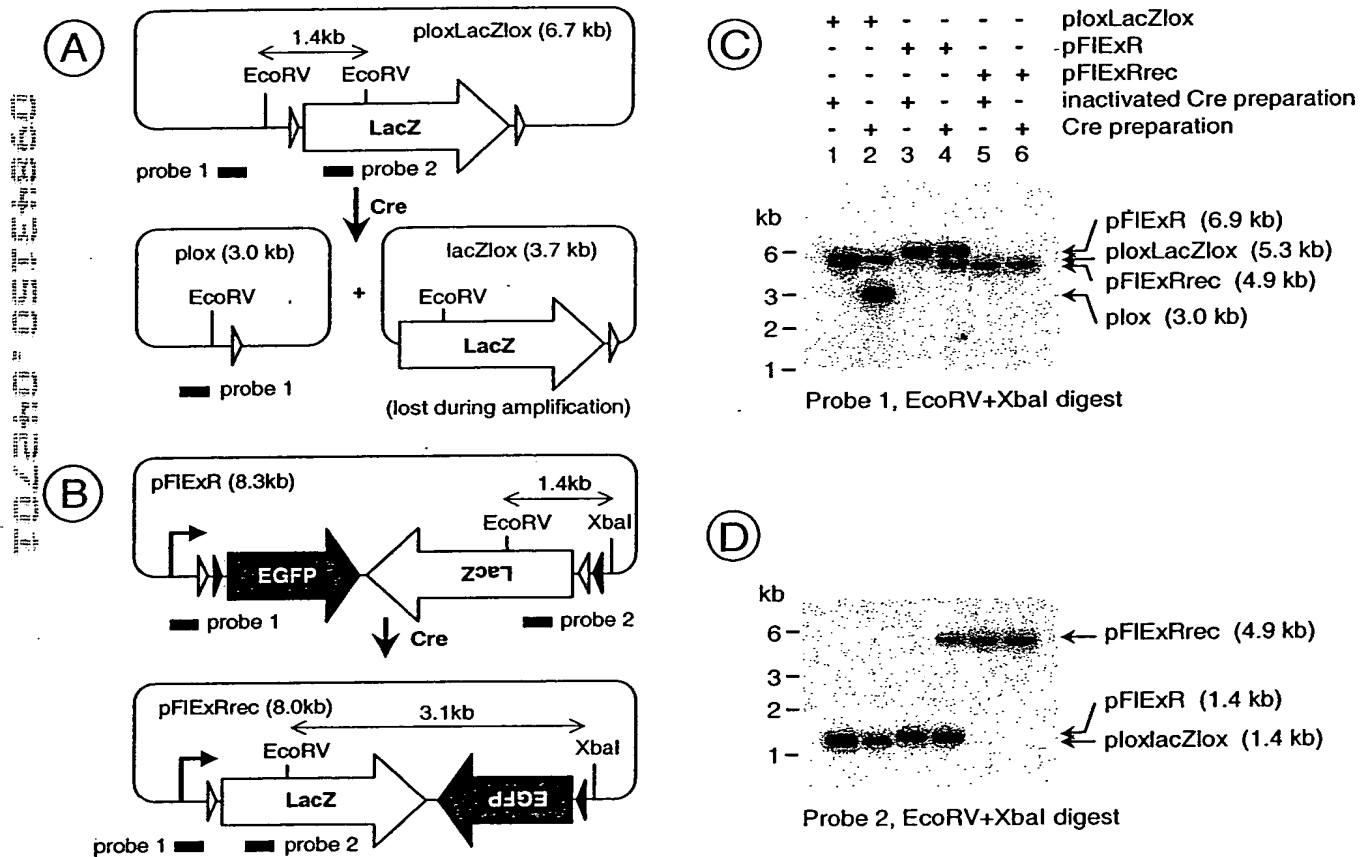 A
ploxLacZlox (6.7 kb)
1.4kb
EcoRV
EcoRV
LacZ
probe 1
probe 2
Cre
plox (3.0 kb)
EcoRV
probe 1
+
lacZlox (3.7 kb)
EcoRV
LacZ
(lost during amplification)
B
pFlExR (8.3kb)
1.4kb
EcoRV
XbaI
EGFP
LacZ
probe 1
probe 2
Cre
pFlExRrec (8.0kb)
3.1kb
EcoRV
XbaI
LacZ
EGFP
probe 1
probe 2
C
+ + - - - - ploxLacZlox
- - + + - - pFlExR
- - - - + + pFlExRrec
+ - + - + - inactivated Cre preparation
- + - + - + Cre preparation
1 2 3 4 5 6
kb
6
3
2
1
pFlExR (6.9 kb)
ploxLacZlox (5.3 kb)
pFlExRrec (4.9 kb)
plox (3.0 kb)
Probe 1, EcoRV+XbaI digest
D
kb
6
3
2
1
pFlExRrec (4.9 kb)
pFlExR (1.4 kb)
ploxlacZlox (1.4 kb)
Probe 2, EcoRV+XbaI digest